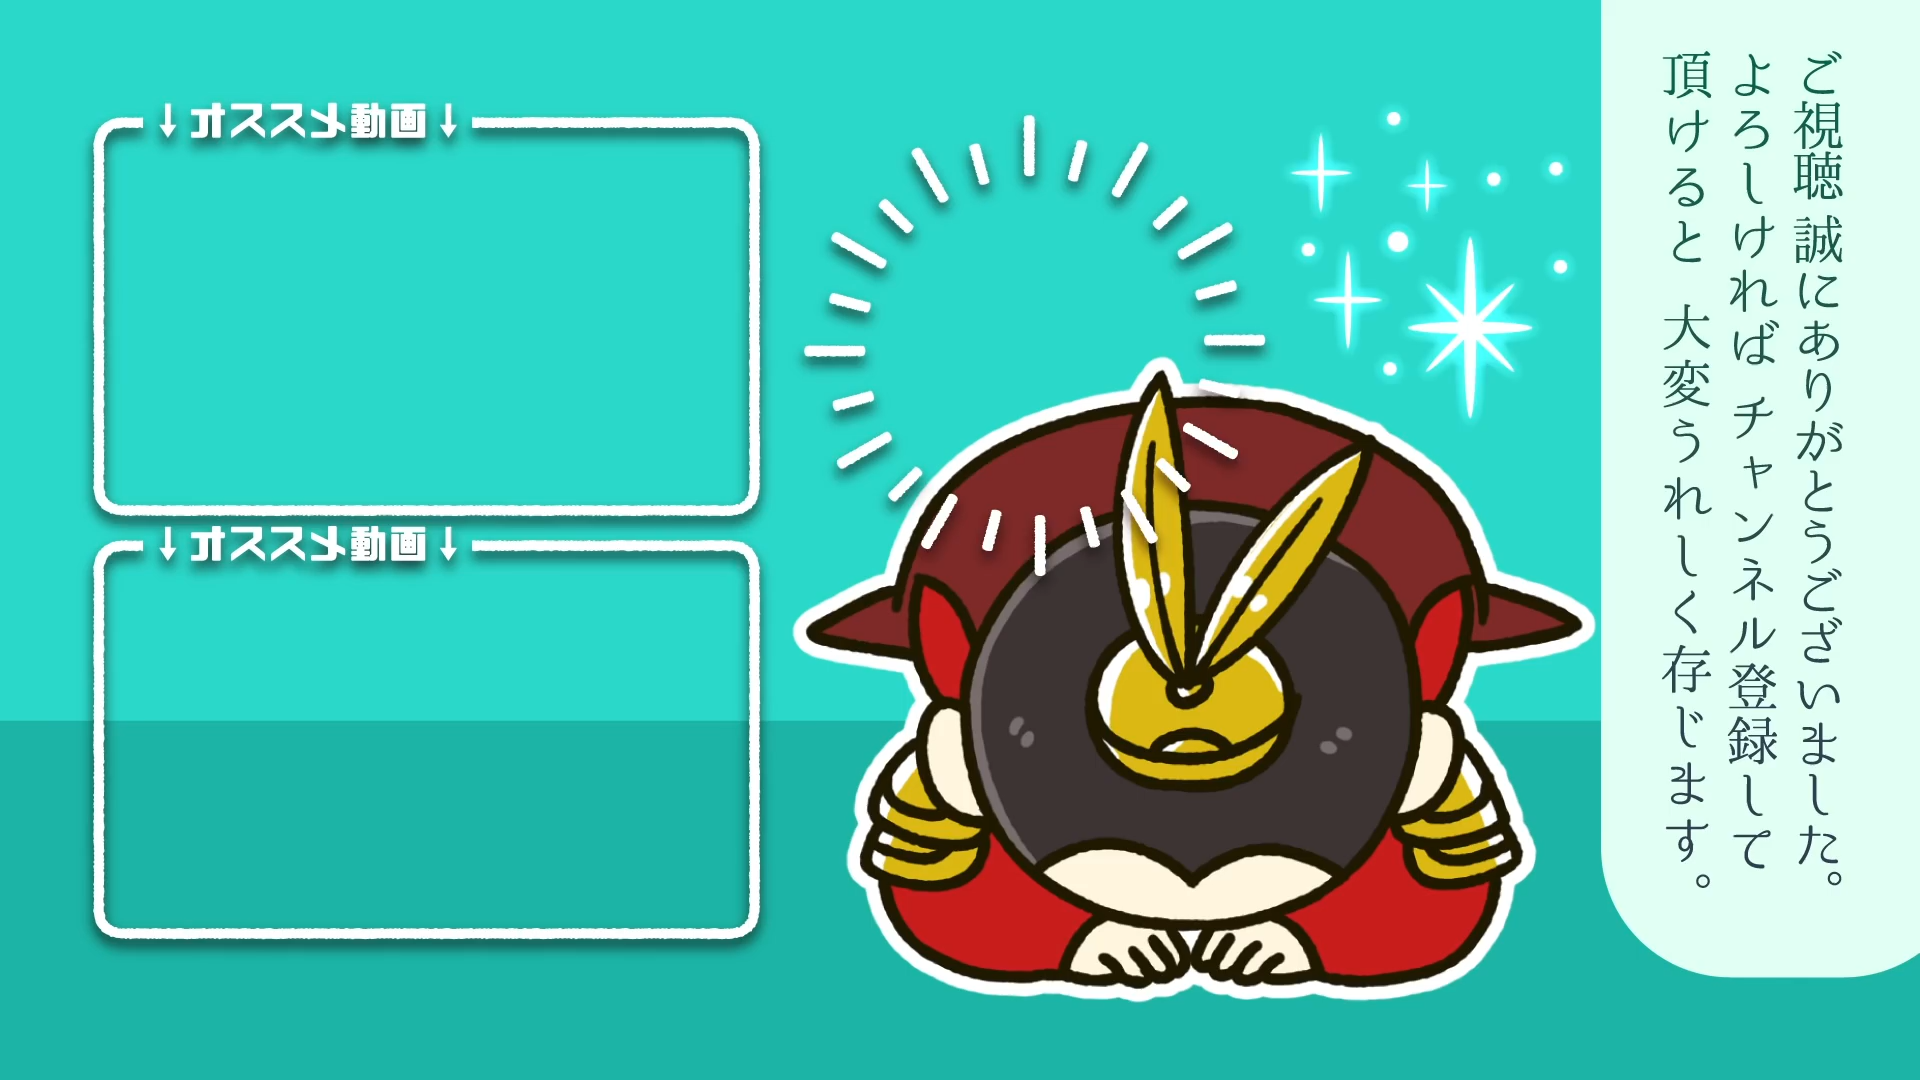 ↓オススメ動画↓
↓オススメ動画↓
ご視聴 誠にありがとうございました。
よろしければ チャンネル登録して
頂けると 大変うれしく存じます。